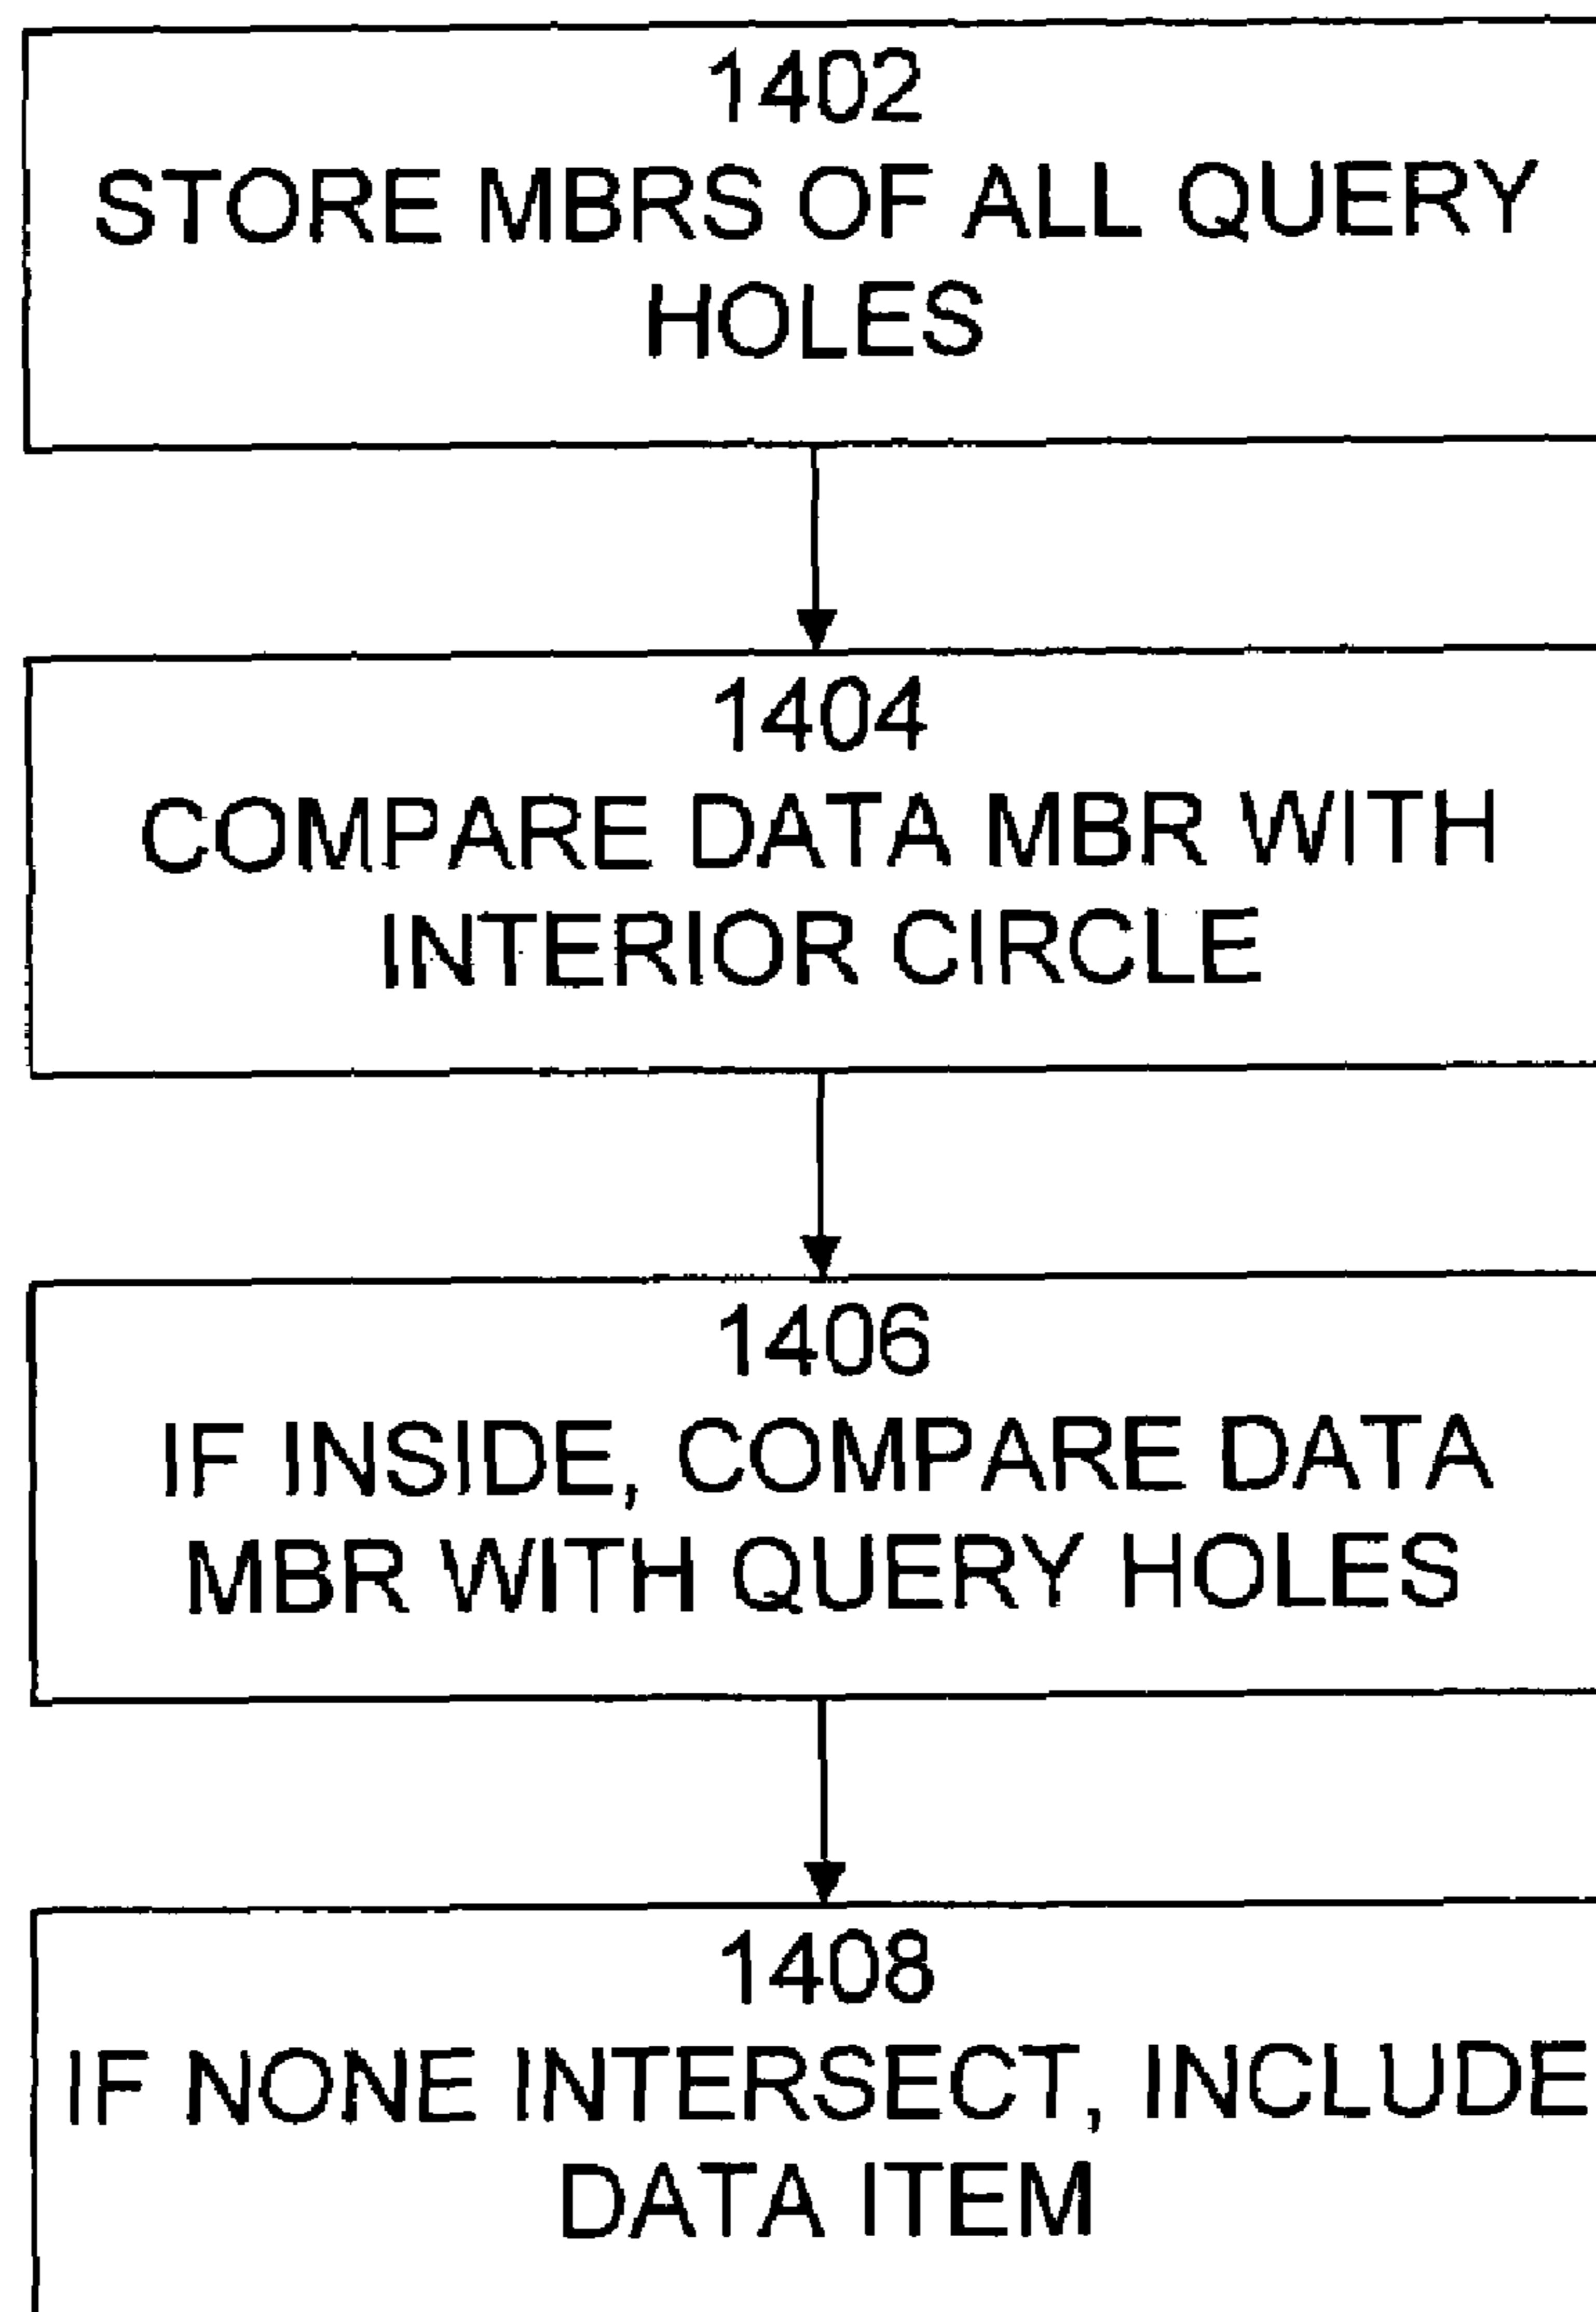 1402
STORE MBRS OF ALL QUERY
HOLES
1404
COMPARE DATA MBR WITH
INTERIOR CIRCLE
1406
IF INSIDE, COMPARE DATA
MBR WITH QUERY HOLES
1408
IF NONE INTERSECT, INCLUDE
DATA ITEM